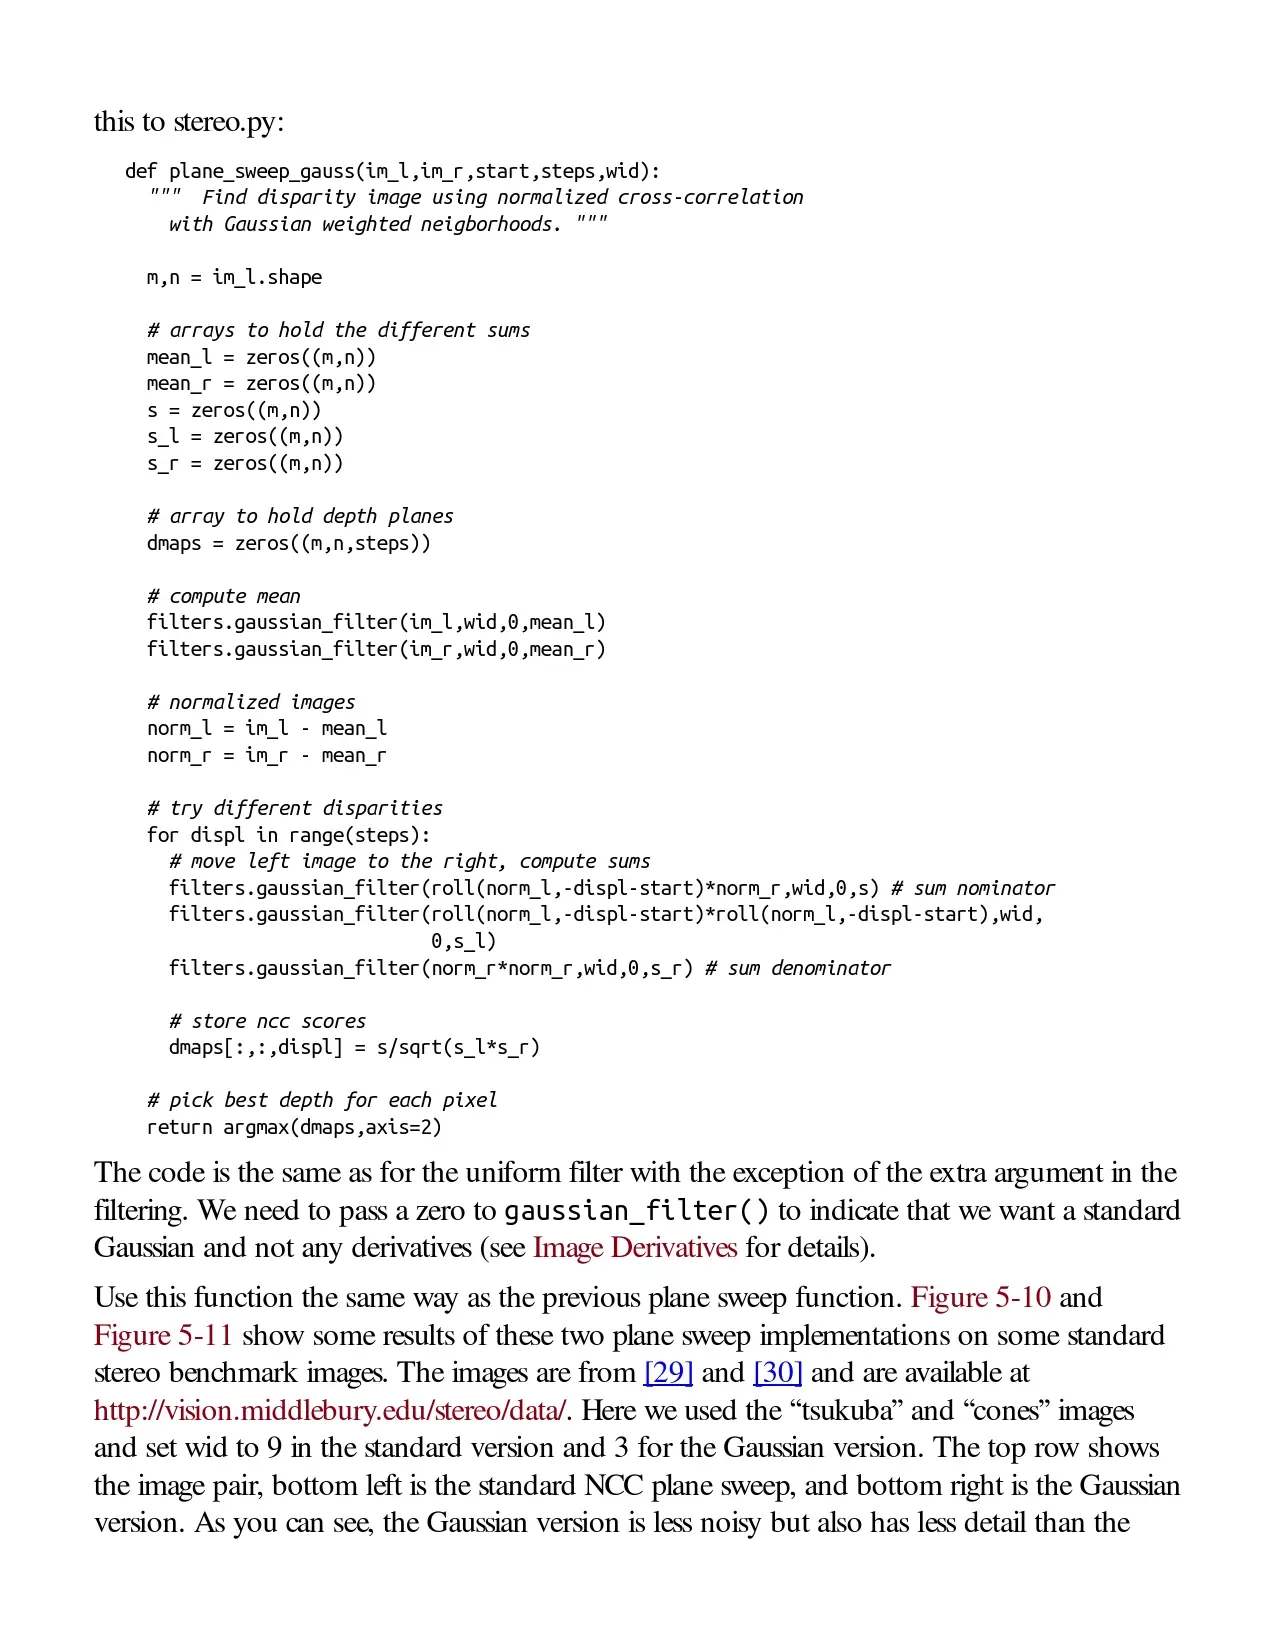 this to stereo.py:
def plane_sweep_gauss(im_l,im_r,start,steps,wid):
""" Find disparity image using normalized cross-correlation
with Gaussian weighted neigborhoods. """
m,n = im_l.shape
# arrays to hold the different sums
mean_l = zeros((m,n))
mean_r = zeros((m,n))
s = zeros((m,n))
s_l = zeros((m,n))
s_r = zeros((m,n))
# array to hold depth planes
dmaps = zeros((m,n,steps))
# compute mean
filters.gaussian_filter(im_l,wid,0,mean_l)
filters.gaussian_filter(im_r,wid,0,mean_r)
# normalized images
norm_l = im_l - mean_l
norm_r = im_r - mean_r
# try different disparities
for displ in range(steps):
# move left image to the right, compute sums
filters.gaussian_filter(roll(norm_l,-displ-start)*norm_r,wid,0,s) # sum nominator
filters.gaussian_filter(roll(norm_l,-displ-start)*roll(norm_l,-displ-start),wid,
0,s_l)
filters.gaussian_filter(norm_r*norm_r,wid,0,s_r) # sum denominator
# store ncc scores
dmaps[:,:,displ] = s/sqrt(s_l*s_r)
# pick best depth for each pixel
return argmax(dmaps,axis=2)
The code is the same as for the uniform filter with the exception of the extra argument in the
filtering. We need to pass a zero to gaussian_filter() to indicate that we want a standard
Gaussian and not any derivatives (see Image Derivatives for details).
Use this function the same way as the previous plane sweep function. Figure 5-10 and
Figure 5-11 show some results of these two plane sweep implementations on some standard
stereo benchmark images. The images are from [29] and [30] and are available at
http://vision.middlebury.edu/stereo/data/. Here we used the “tsukuba” and “cones” images
and set wid to 9 in the standard version and 3 for the Gaussian version. The top row shows
the image pair, bottom left is the standard NCC plane sweep, and bottom right is the Gaussian
version. As you can see, the Gaussian version is less noisy but also has less detail than the